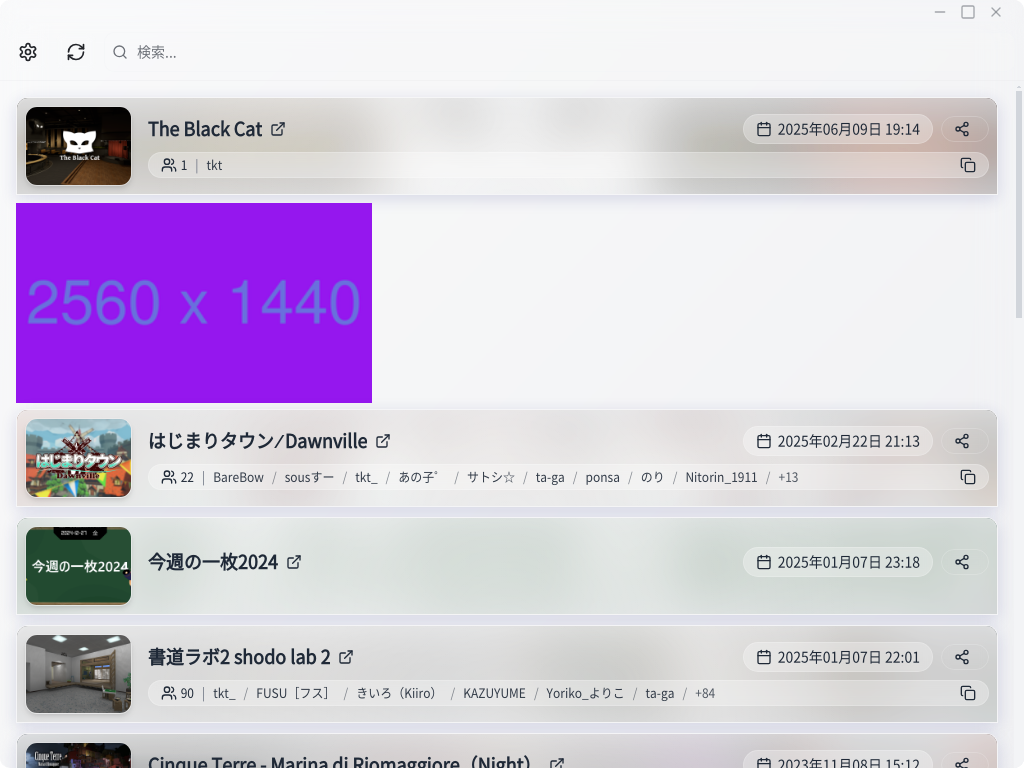 検索...
The Black Cat
2025年06月09日 19:14
The Black Cat
1 | tkt
2560 x 1440
はじまりタウン/Dawnville
2025年02月22日 21:13
はじまりタウン
22 | BareBow / sousすー / tkt_ / あの子゜ / サトシ☆ / ta-ga / ponsa / のり / Nitorin_1911 / +13
今週の一枚2024
2025年01月07日 23:18
今週の一枚2024
書道ラボ2 shodo lab 2
2025年01月07日 22:01
90 | tkt_ / FUSU［フス］ / きいろ（Kiiro） / KAZUYUME / Yoriko_よりこ / ta-ga / +84
Cinque Terre
Cinque Terre - Marina di Riomaggiore（Night）
2023年11月08日 15:12